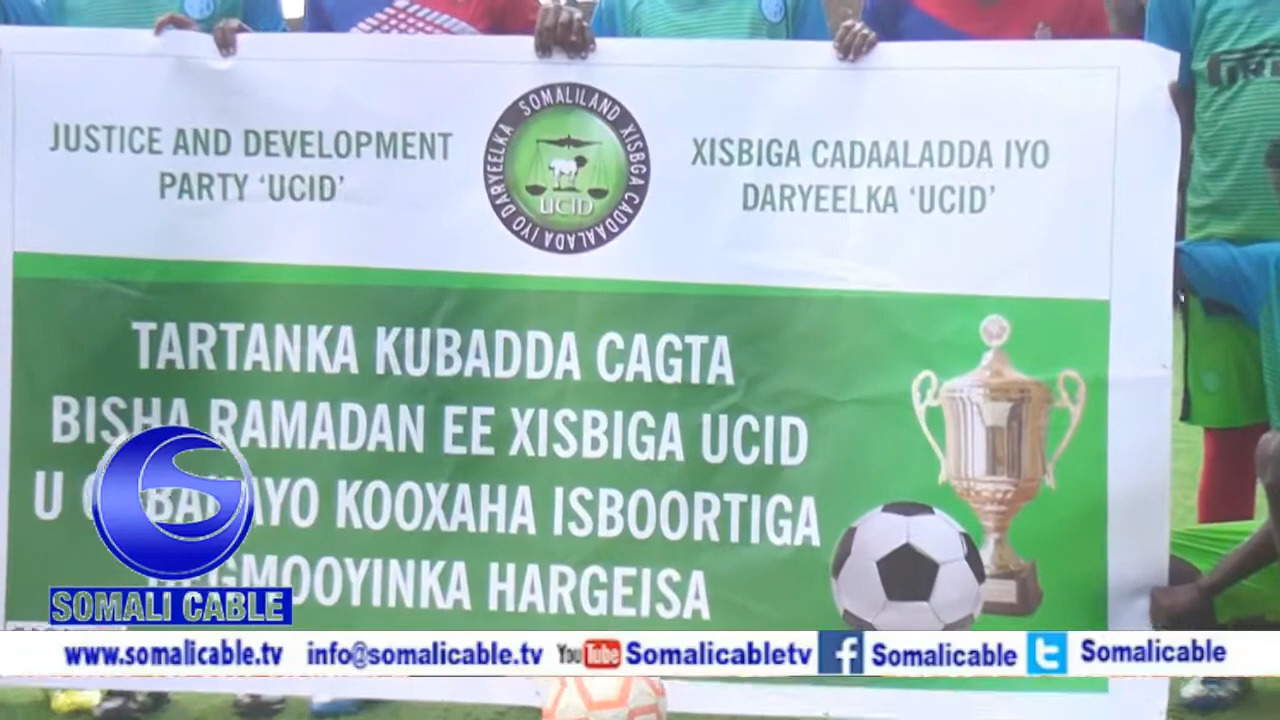 JUSTICE AND DEVELOPMENT
PARTY ‘UCID’
SOMALILAND XISBGA CADAALADA IYO DARYEELKA
UCID
XISBIGA CADAALADDA IYO
DARYEELKA ‘UCID’
TARTANKA KUBADDA CAGTA
BISHA RAMADAN EE XISBIGA UCID
U KOOXAHA ISBOORTIGA
HARGEISA
SOMALI CABLE
www.somalicable.tv info@somalicable.tv YouTube Somalicabletv f Somalicable Somalicable